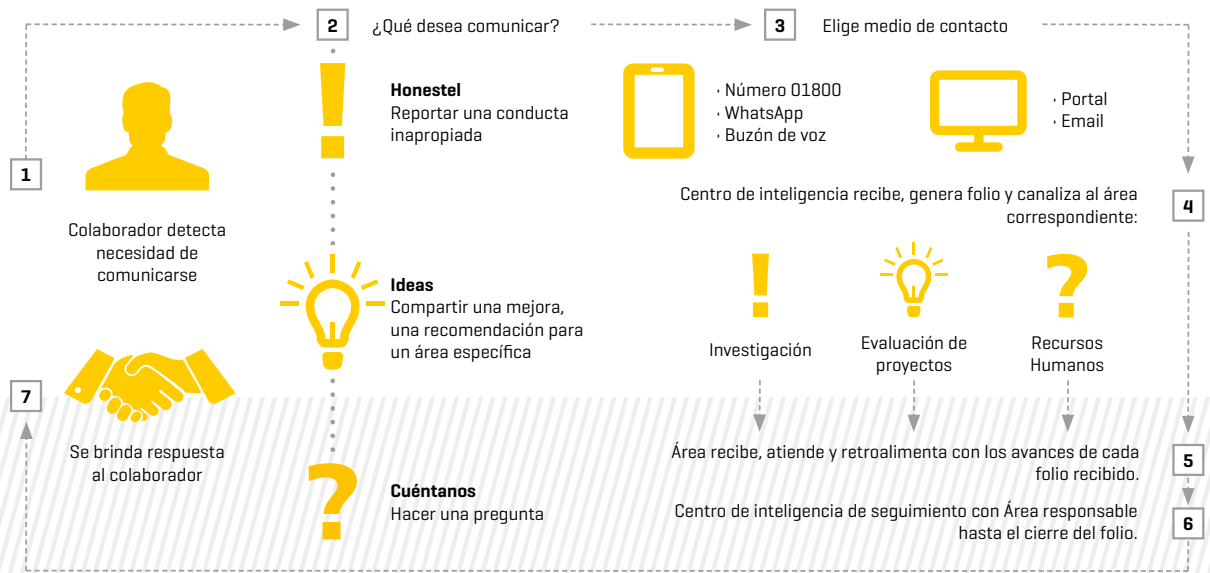 1
Colaborador detecta
necesidad de
comunicarse
2
¿Qué desea comunicar?
Honestel
Reportar una conducta
inapropiada
Ideas
Compartir una mejora,
una recomendación para
un área específica
Cuéntanos
Hacer una pregunta
3
Elige medio de contacto
· Número 01800
· WhatsApp
· Buzón de voz
· Portal
· Email
4
Centro de inteligencia recibe, genera folio y canaliza al área
correspondiente:
Investigación
Evaluación de
proyectos
Recursos
Humanos
5
Área recibe, atiende y retroalimenta con los avances de cada
folio recibido.
6
Centro de inteligencia de seguimiento con Área responsable
hasta el cierre del folio.
7
Se brinda respuesta
al colaborador